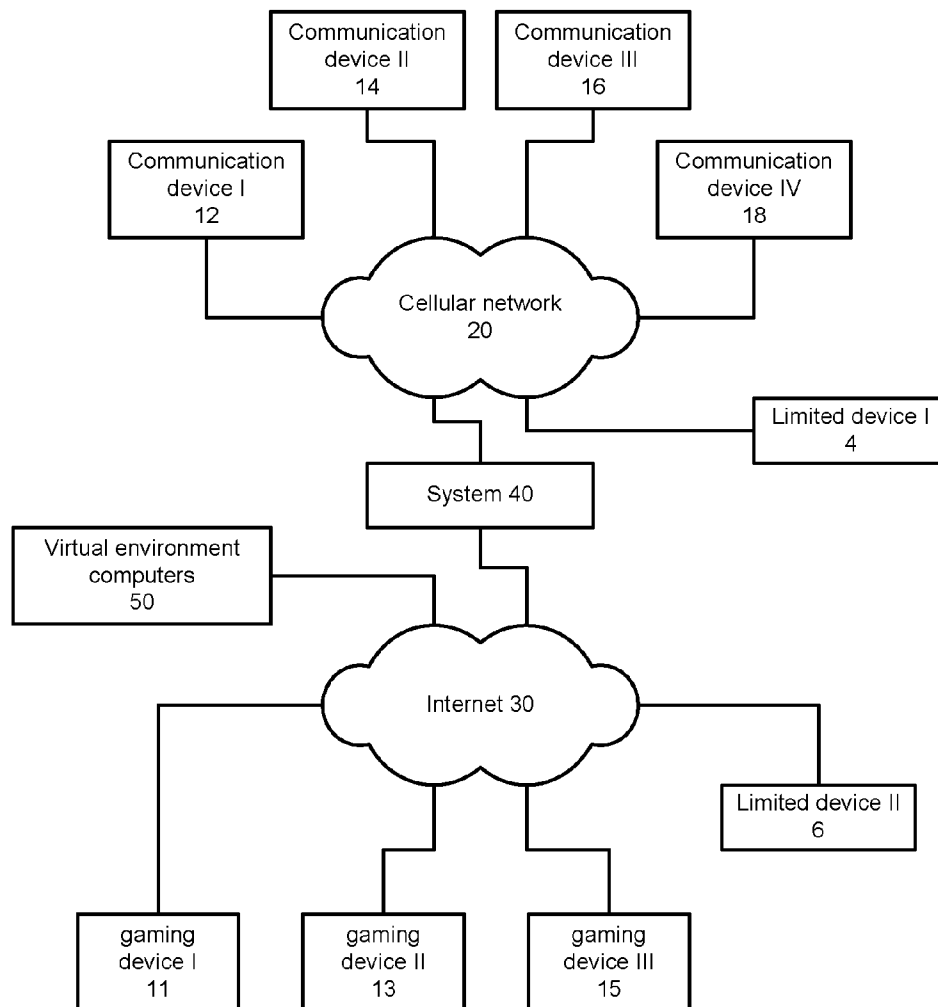 Communication
device II
14
Communication
device III
16
Communication
device I
12
Communication
device IV
18
Cellular network
20
Limited device I
4
System 40
Virtual environment
computers
50
Internet 30
Limited device II
6
gaming
device I
11
gaming
device II
13
gaming
device III
15